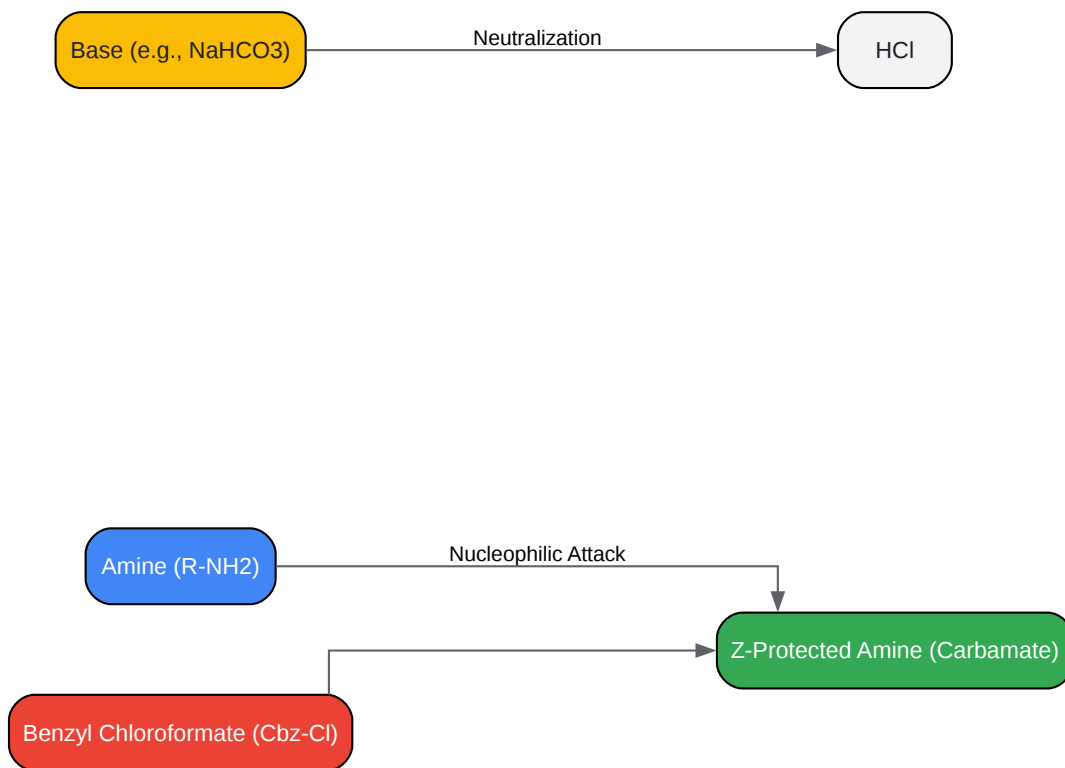 Base (e.g., NaHCO3)
Neutralization
HCl
Amine (R-NH2)
Nucleophilic Attack
Z-Protected Amine (Carbamate)
Benzyl Chloroformate (Cbz-Cl)